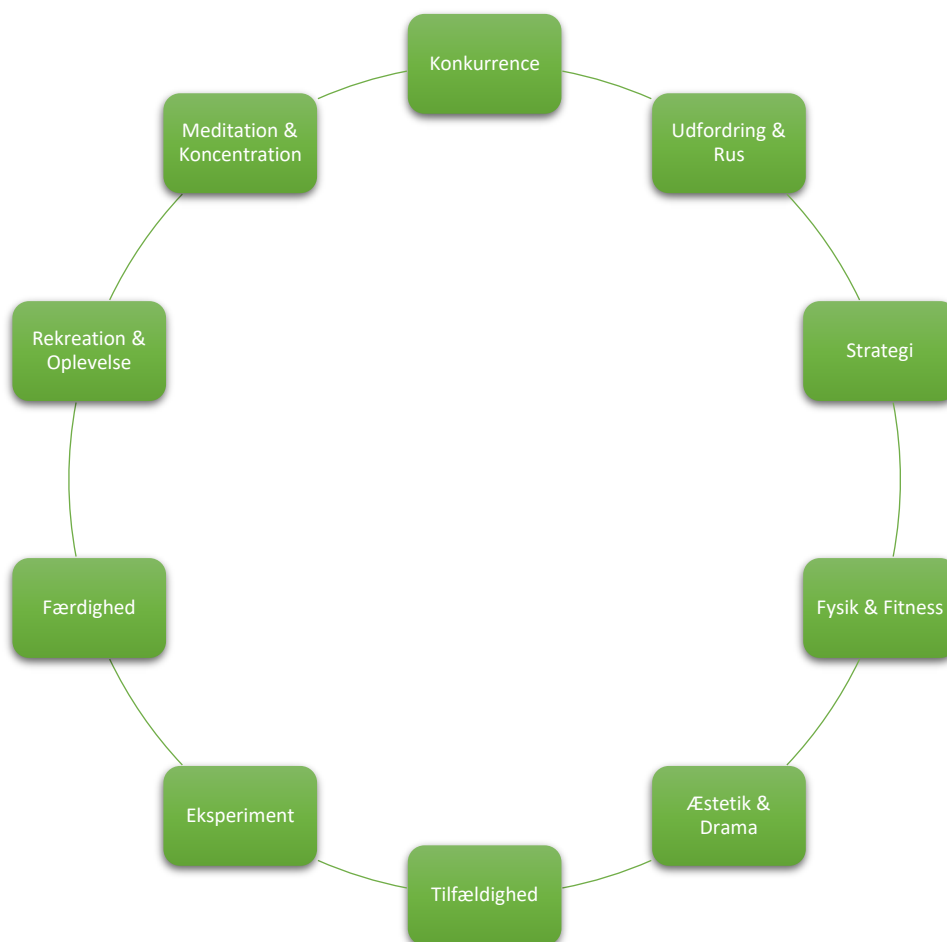 Konkurrence
Udfordring &
Rus
Strategi
Fysik & Fitness
Æstetik &
Drama
Tilfældighed
Eksperiment
Færdighed
Rekreation &
Oplevelse
Meditation &
Koncentration